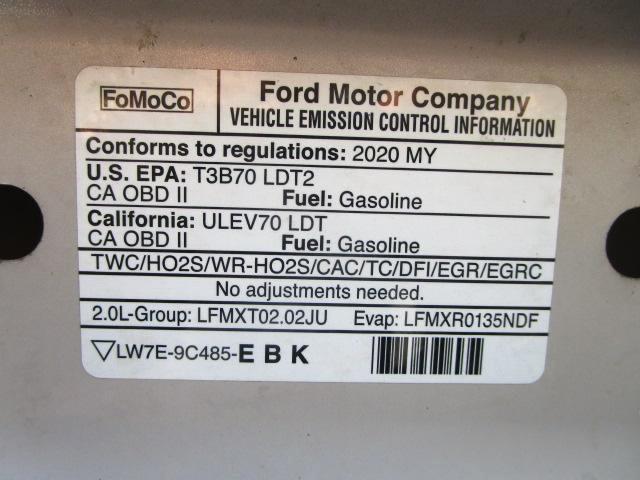 FoMoCo
Ford Motor Company
VEHICLE EMISSION CONTROL INFORMATION
Conforms to regulations: 2020 MY
U.S. EPA: T3B70 LDT2
CA OBD II Fuel: Gasoline
California: ULEV70 LDT
CA OBD II Fuel: Gasoline
TWC/HO2S/WR-HO2S/CAC/TC/DFI/EGR/EGRC
No adjustments needed.
2.0L-Group: LFMXT02.02JU Evap: LFMXR0135NDF
LW7E-9C485-E B K